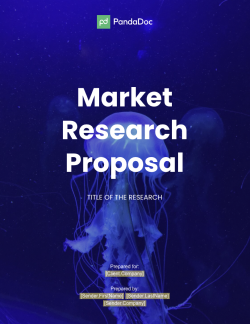 pd PandaDoc
Market
Research
Proposal
TITLE OF THE RESEARCH
Prepared for:
[Client.Company]
Prepared by:
[Sender.FirstName] [Sender.LastName]
[Sender.Company]